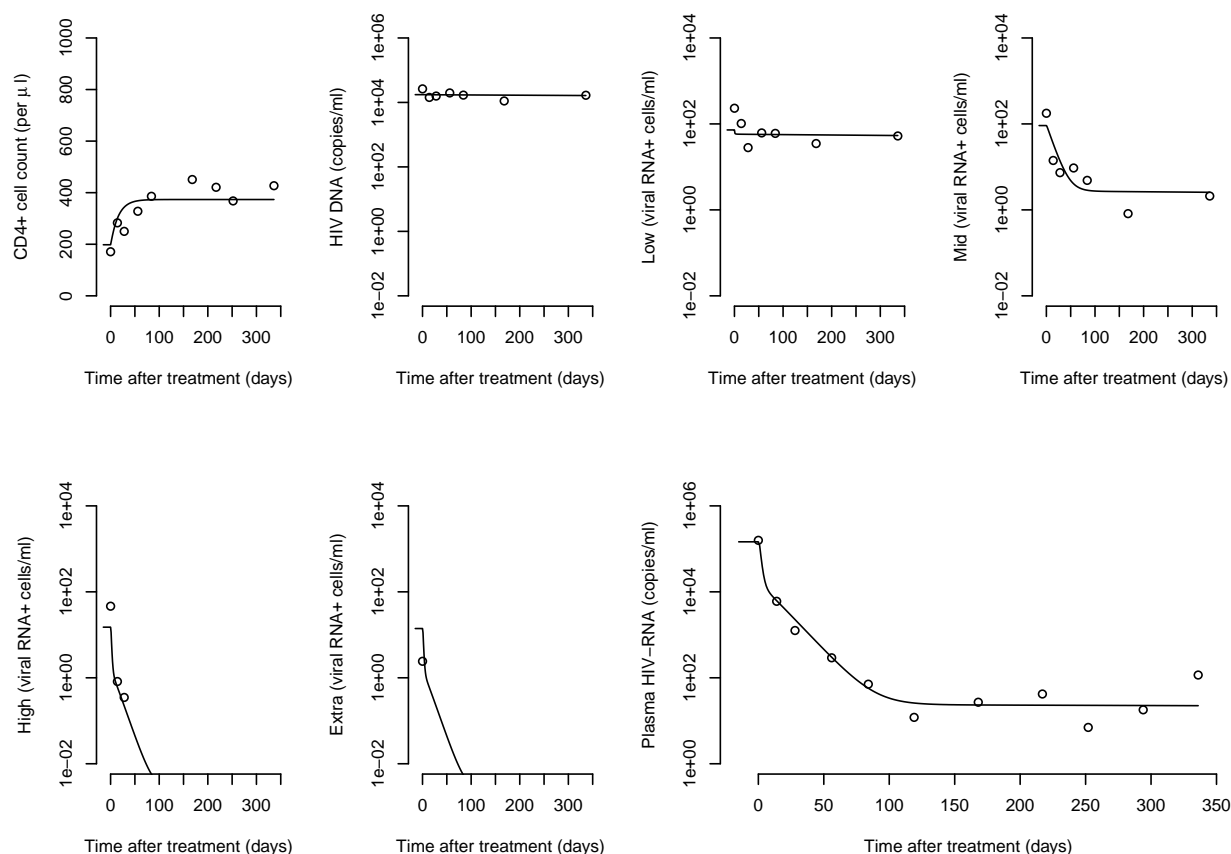 CD4+ cell count (per μ l)
0 200 400 600 800 1000
0 100 200 300
Time after treatment (days)
HIV DNA (copies/ml)
1e−02 1e+00 1e+02 1e+04 1e+06
0 100 200 300
Time after treatment (days)
Low (viral RNA+ cells/ml)
1e−02 1e+00 1e+02 1e+04
0 100 200 300
Time after treatment (days)
Mid (viral RNA+ cells/ml)
1e−02 1e+00 1e+02 1e+04
0 100 200 300
Time after treatment (days)
High (viral RNA+ cells/ml)
1e−02 1e+00 1e+02 1e+04
0 100 200 300
Time after treatment (days)
Extra (viral RNA+ cells/ml)
1e−02 1e+00 1e+02 1e+04
0 100 200 300
Time after treatment (days)
Plasma HIV−RNA (copies/ml)
1e+00 1e+02 1e+04 1e+06
0 50 100 150 200 250 300 350
Time after treatment (days)